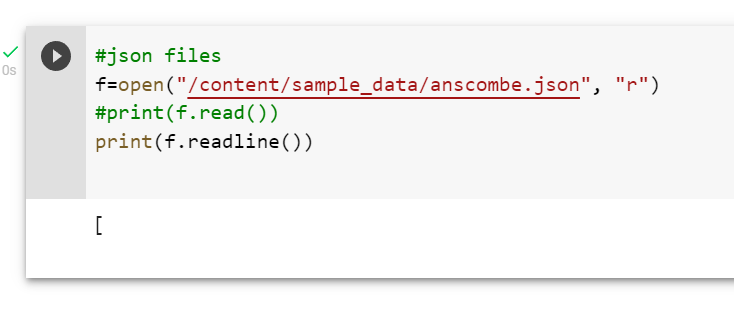 #json files
0s
f=open("/content/sample_data/anscombe.json", "r")
#print(f.read())
print(f.readline())
[